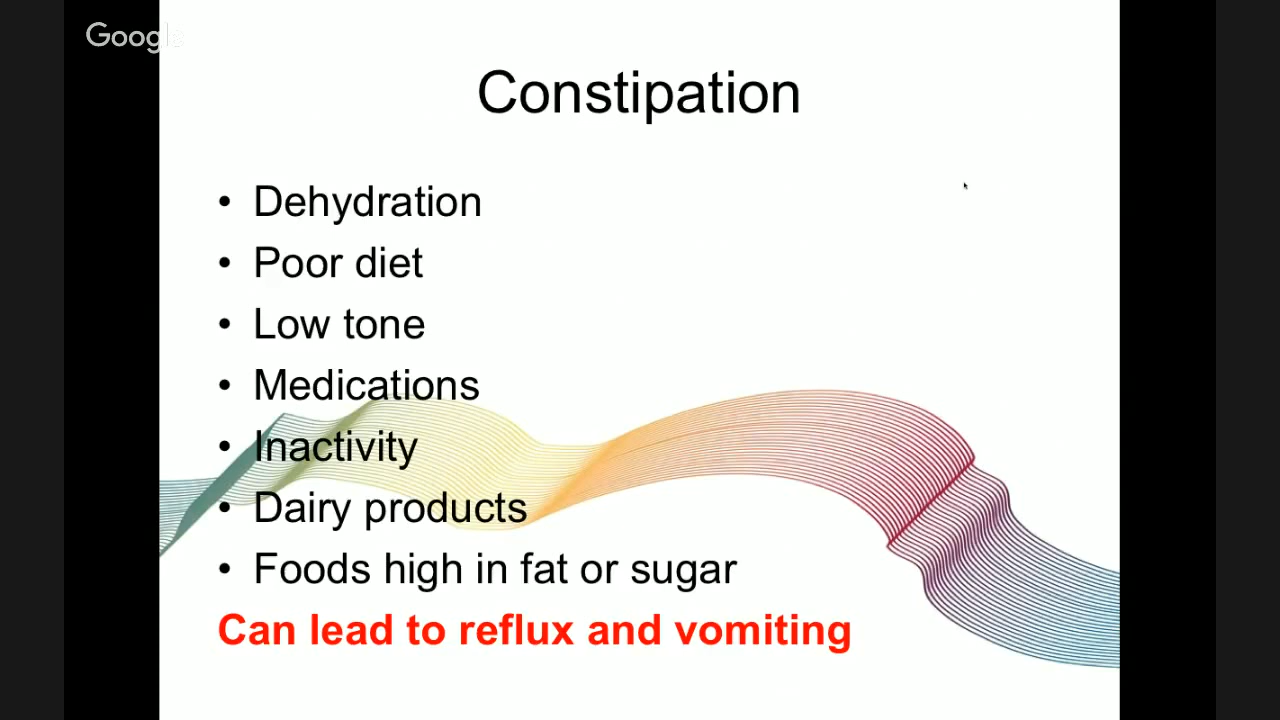 Google
Constipation
• Dehydration
• Poor diet
• Low tone
• Medications
• Inactivity
• Dairy products
• Foods high in fat or sugar
Can lead to reflux and vomiting